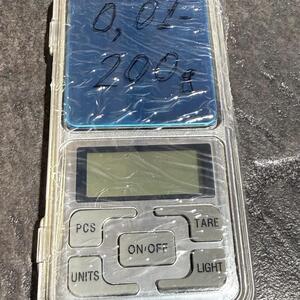 0,01-
200g
PCS
TARE
ON/OFF
UNITS
LIGHT